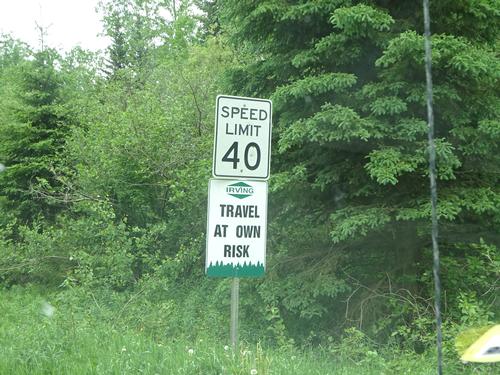 SPEED
LIMIT
40
IRVING
TRAVEL
AT OWN
RISK